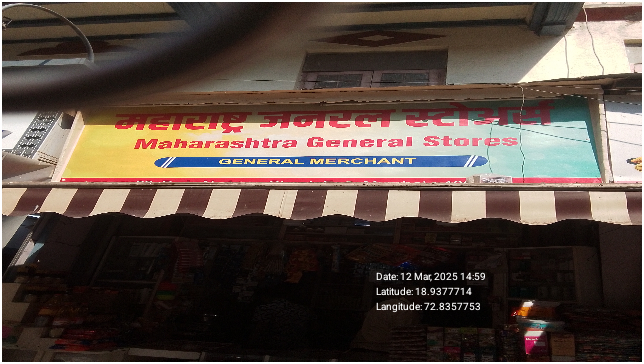 महाराष्ट्र जनरल स्टोअर्स
Maharashtra General Stores
GENERAL MERCHANT
Date: 12 Mar, 2025 14:59
Latitude: 18.9377714
Langitude: 72.8357753